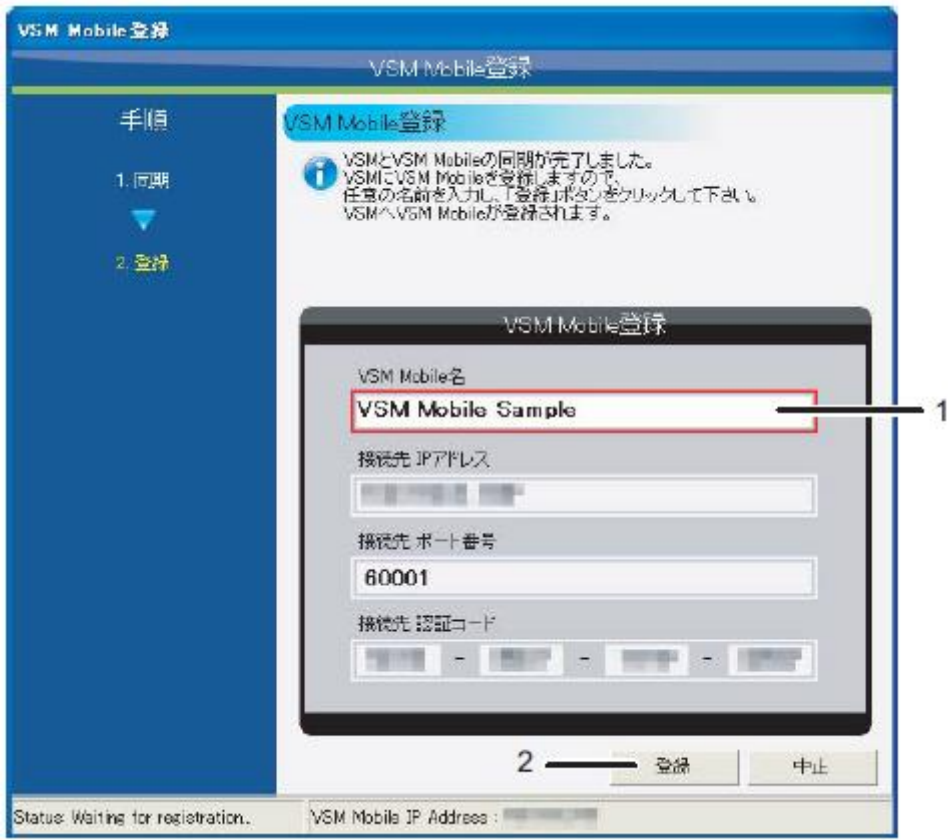 VSM Mobile登録
VSM Mobile登録
手順
1. 同期
2. 登録
VSM Mobile登録
VSMとVSM Mobileの同期が完了しました。
VSMにVSM Mobileを登録しますので、
任意の名前を入力し、「登録」ボタンをクリックして下さい。
VSMへVSM Mobileが登録されます。
VSM Mobile登録
VSM Mobile名
VSM Mobile Sample
1
接続先 IPアドレス
接続先 ポート番号
60001
接続先 認証コード
- - -
2
登録
中止
Status: Waiting for registration..
VSM Mobile IP Address :